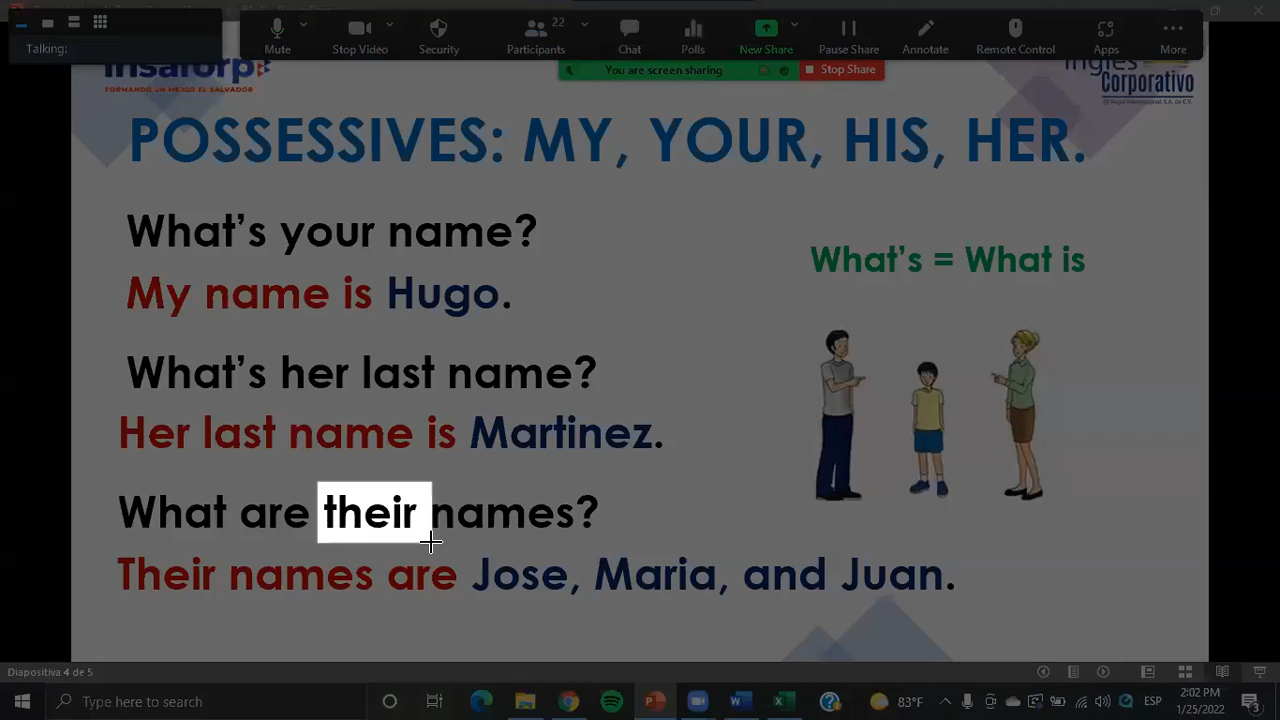 Talking:
Mute
Stop Video
Security
22
Participants
Chat
Polls
New Share
Pause Share
Annotate
Remote Control
Apps
More
You are screen sharing
Stop Share
Insaforp
FORMANDO UN MEJOR EL SALVADOR
Inglés
Corporativo
POSSESSIVES: MY, YOUR, HIS, HER.
What's your name?
My name is Hugo.
What's = What is
What's her last name?
Her last name is Martinez.
What are their names?
Their names are Jose, Maria, and Juan.
Diapositiva 4 de 5
Type here to search
83°F
ESP
2:02 PM
1/25/2022
3